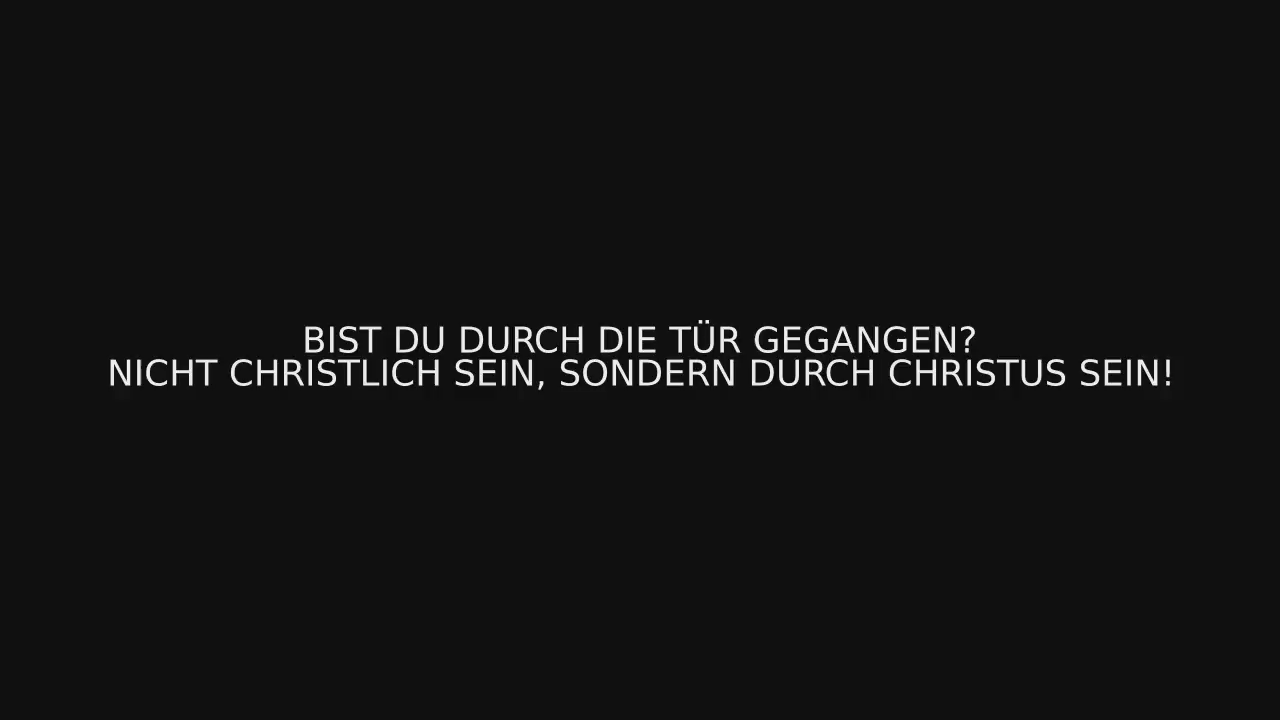 BIST DU DURCH DIE TÜR GEGANGEN?
NICHT CHRISTLICH SEIN, SONDERN DURCH CHRISTUS SEIN!